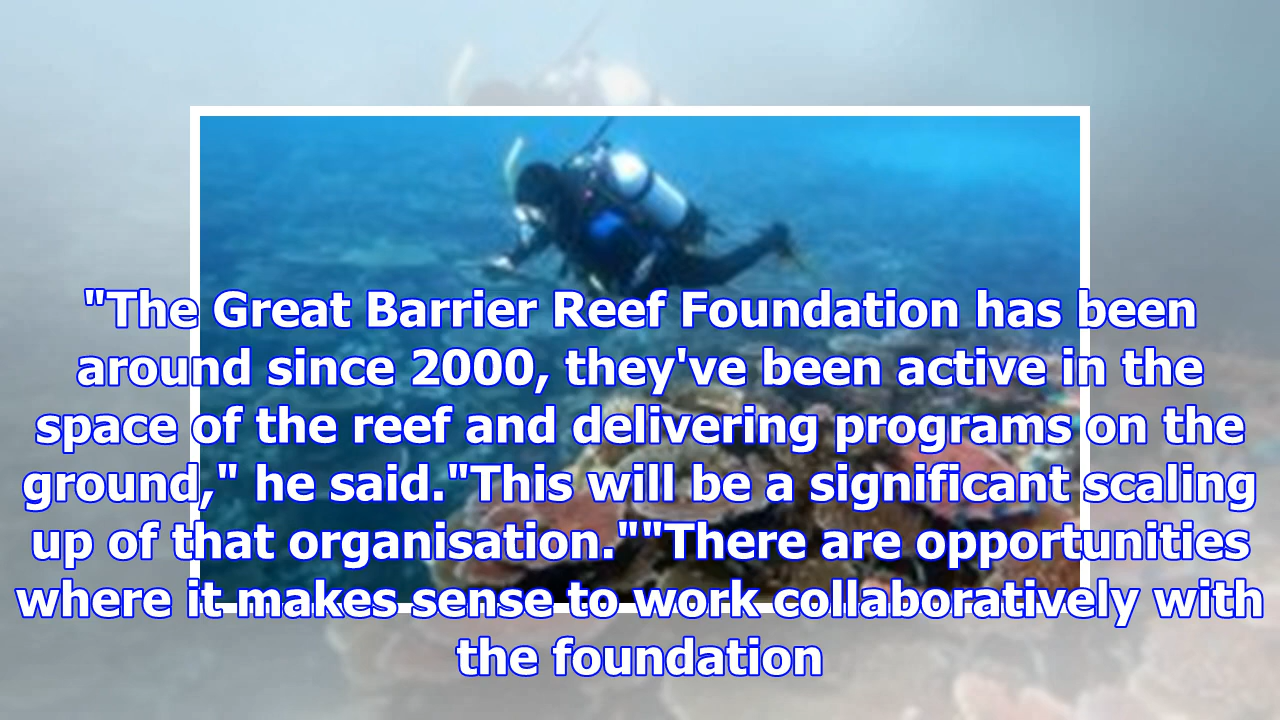 "The Great Barrier Reef Foundation has been
around since 2000, they've been active in the
space of the reef and delivering programs on the
ground," he said."This will be a significant scaling
up of that organisation.""There are opportunities
where it makes sense to work collaboratively with
the foundation